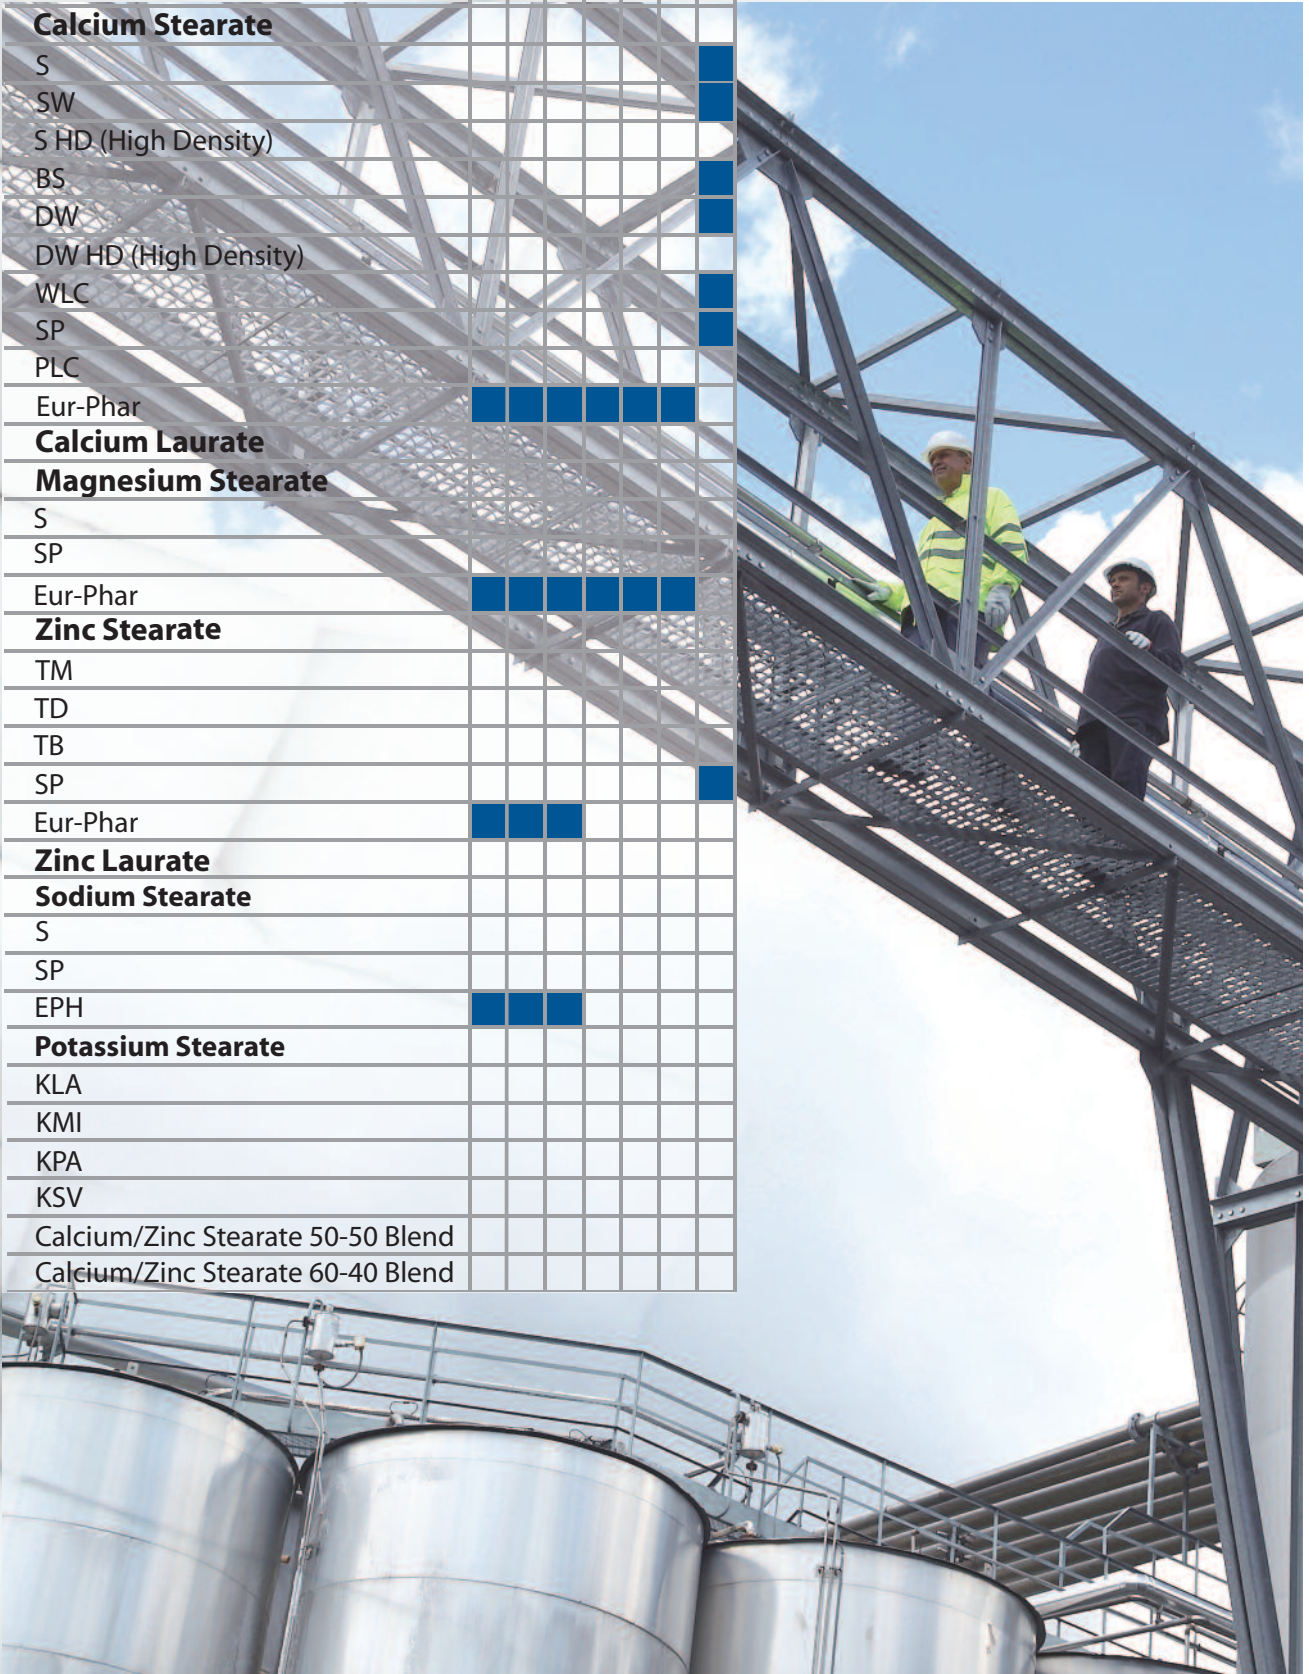 Calcium Stearate
S
SW
S HD (High Density)
BS
DW
DW HD (High Density)
WLC
SP
PLC
Eur-Phar
Calcium Laurate
Magnesium Stearate
S
SP
Eur-Phar
Zinc Stearate
TM
TD
TB
SP
Eur-Phar
Zinc Laurate
Sodium Stearate
S
SP
EPH
Potassium Stearate
KLA
KMI
KPA
KSV
Calcium/Zinc Stearate 50-50 Blend
Calcium/Zinc Stearate 60-40 Blend